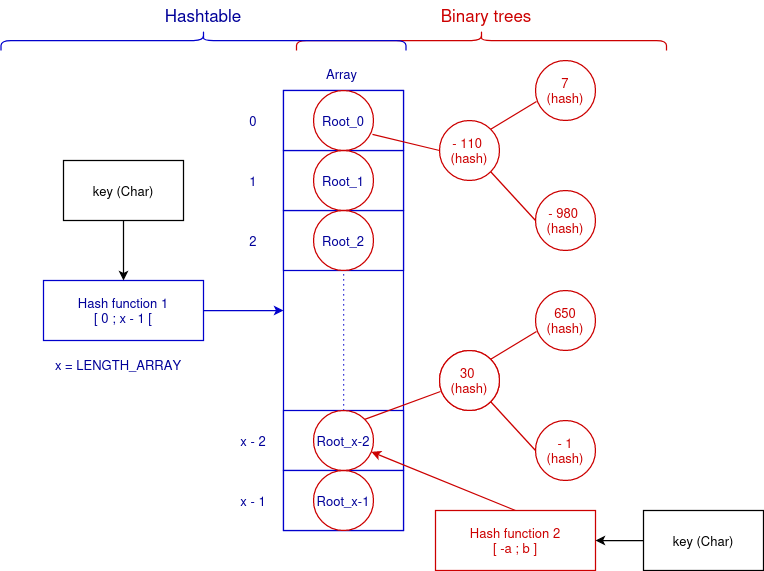 Hashtable
Binary trees
Array
0
Root_0
1
Root_1
2
Root_2
key (Char)
Hash function 1
[ 0 ; x - 1 [
x = LENGTH_ARRAY
x - 2
Root_x-2
x - 1
Root_x-1
7
(hash)
- 110
(hash)
- 980
(hash)
650
(hash)
30
(hash)
- 1
(hash)
Hash function 2
[ -a ; b ]
key (Char)